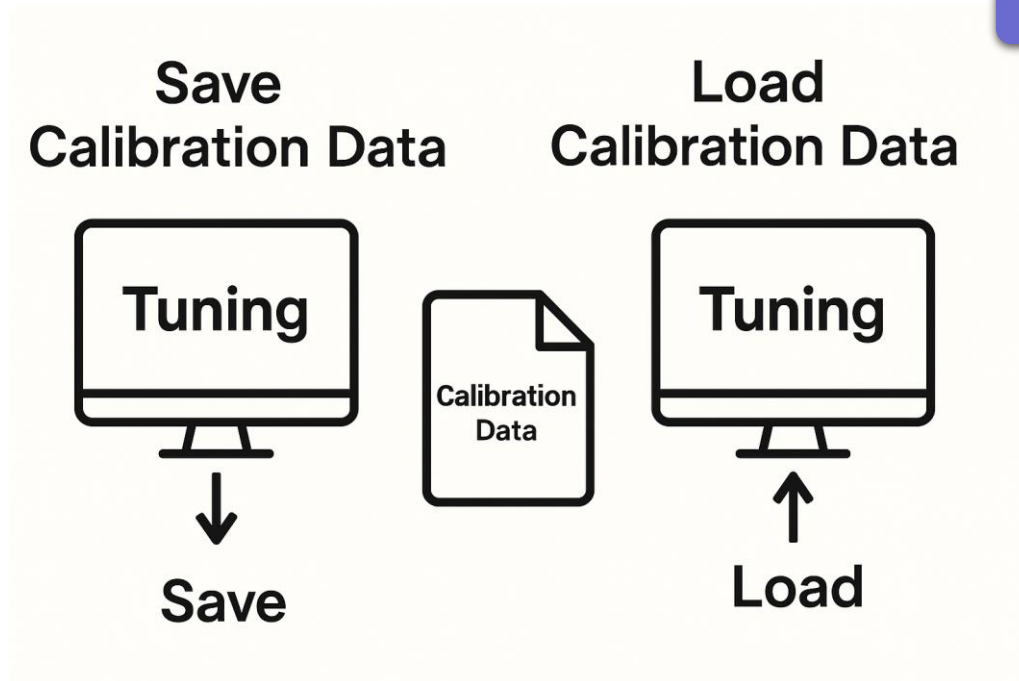 Save
Calibration Data
Tuning
Save
Calibration
Data
Load
Calibration Data
Tuning
Load